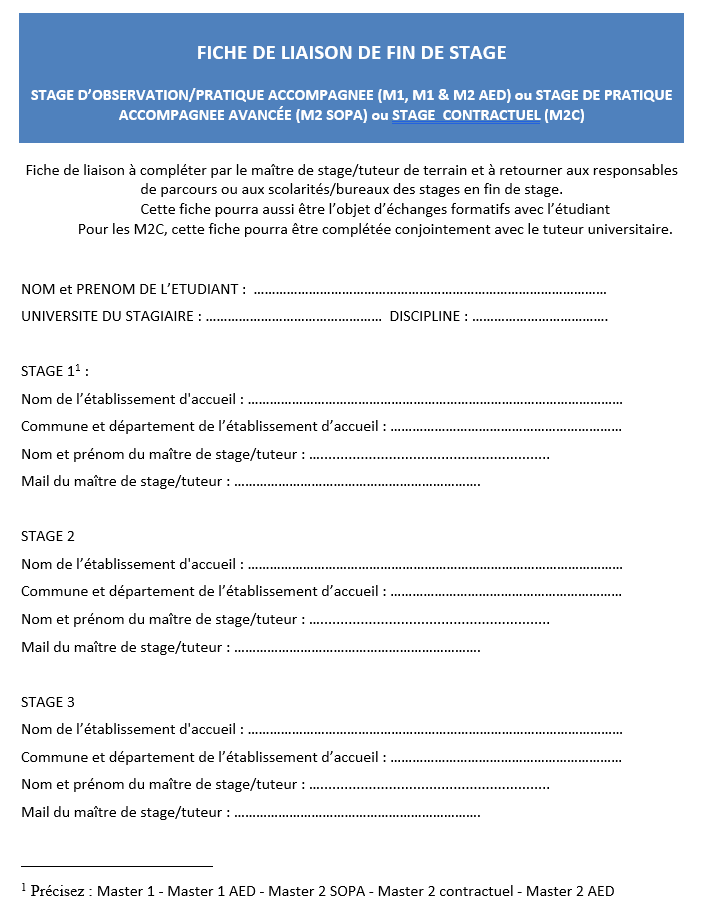 FICHE DE LIAISON DE FIN DE STAGE
STAGE D’OBSERVATION/PRATIQUE ACCOMPAGNEE (M1, M1 & M2 AED) ou STAGE DE PRATIQUE
ACCOMPAGNEE AVANCÉE (M2 SOPA) ou STAGE CONTRACTUEL (M2C)
Fiche de liaison à compléter par le maître de stage/tuteur de terrain et à retourner aux responsables
de parcours ou aux scolarités/bureaux des stages en fin de stage.
Cette fiche pourra aussi être l’objet d’échanges formatifs avec l’étudiant
Pour les M2C, cette fiche pourra être complétée conjointement avec le tuteur universitaire.
NOM et PRENOM DE L’ETUDIANT : ……………………………………………………………………………………
UNIVERSITE DU STAGIAIRE : ………………………………………… DISCIPLINE : ……………………………….
STAGE 1¹ :
Nom de l’établissement d'accueil : …………………………………………………………………………………………
Commune et département de l’établissement d’accueil : ………………………………………………………
Nom et prénom du maître de stage/tuteur : ….........................................................
Mail du maître de stage/tuteur : ………………………………………………………….
STAGE 2
Nom de l’établissement d'accueil : …………………………………………………………………………………………
Commune et département de l’établissement d’accueil : ………………………………………………………
Nom et prénom du maître de stage/tuteur : ….........................................................
Mail du maître de stage/tuteur : ………………………………………………………….
STAGE 3
Nom de l’établissement d'accueil : …………………………………………………………………………………………
Commune et département de l’établissement d’accueil : ………………………………………………………
Nom et prénom du maître de stage/tuteur : ….........................................................
Mail du maître de stage/tuteur : ………………………………………………………….
¹ Précisez : Master 1 - Master 1 AED - Master 2 SOPA - Master 2 contractuel - Master 2 AED